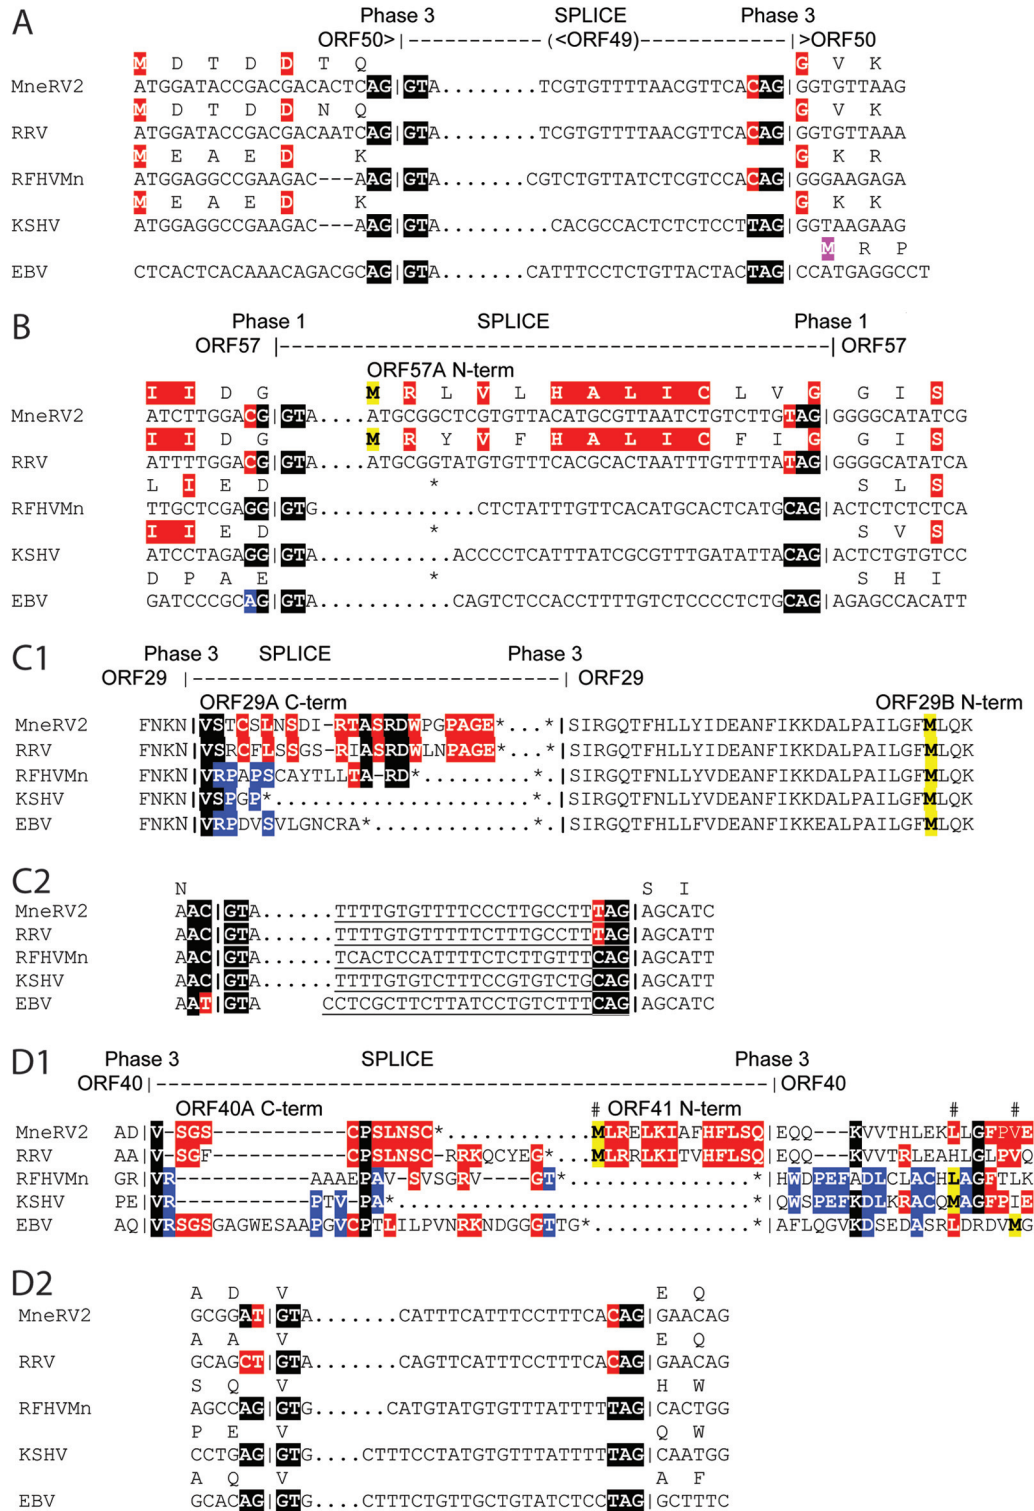 A
Phase 3 SPLICE Phase 3
ORF50>|-----------(<ORF49)------------|>ORF50
M D T D D T Q G V K
MneRV2 ATGGATACCGACGACACTCAG|GTA........TCGTGTTTTAACGTTCACAG|GGTGTTAAG
M D T D D N Q G V K
RRV ATGGATACCGACGACAATCAG|GTA........TCGTGTTTTAACGTTCACAG|GGTGTTAAA
M E A E D K G K R
RFHVMn ATGGAGGCCGAAGAC---AAG|GTA.......CGTCTGTTATCTCGTCCACAG|GGGAAGAGA
M E A E D K G K K
KSHV ATGGAGGCCGAAGAC---AAG|GTA.........CACGCCACTCTCTCCTTAG|GGTAAGAAG
M R P
EBV CTCACTCACAAACAGACGCAG|GTA........CATTTCCTCTGTTACTACTAG|CCATGAGGCCT
B
Phase 1 SPLICE Phase 1
ORF57 |---------------------------------------------|ORF57
ORF57A N-term
I I D G M R L V L H A L I C L V G G I S
MneRV2 ATCTTGGACGG|GTA....ATGCGGCTCGTGTTACATGCGTTAATCTGTCTTGTAG|GGGGCATATCG
I I D G M R Y V F H A L I C F I G G I S
RRV ATTTTGGACGG|GTA....ATGCGGTATGTGTTTCACGCACTAATTTGTTTTATAG|GGGGCATATCA
L I E D * S L S
RFHVMn TTGCTCGAGGG|GTG.............CTCTATTTGTTCATGCACTCATGCAG|ACTCTCTCTCA
I I E D * S V S
KSHV ATCCTAGAGGG|GTA...........ACCCCTCATTTATCGCGTTTGATATTACAG|ACTCTGTGTCC
D P A E * S H I
EBV GATCCCGCAG|GTA...........CAGTCTCCACCTTTTGTCTCCCCTCTGCAG|AGAGCCACATT
C1
Phase 3 SPLICE Phase 3
ORF29 |------------------------------|ORF29
ORF29A C-term ORF29B N-term
MneRV2 FNKN|VSTCSLNSDI-RTASRDWPGPAGE*..*.|SIRGQTFHLLYIDEANFIKKDALPAILGFMLQK
RRV FNKN|VSRCFLSSGS-RIASRDWLNPAGE*..*.|SIRGQTFHLLYIDEANFIKKDALPAILGFMLQK
RFHVMn FNKN|VRPAPSCAYTLLTA-RD*.........*.|SIRGQTFNLLYVDEANFIKKDALPAILGFMLQK
KSHV FNKN|VSPGP*.....................*.|SIRGQTFNLLYVDEANFIKKDALPAILGFMLQK
EBV FNKN|VRPDVSVLGNCRA*.............*.|SIRGQTFHLLFVDEANFIKKEALPAILGFMLQK
C2
N S I
MneRV2 AAC|GTA......TTTTGTGTTTTCCCTTGCCTTTAG|AGCATC
RRV AAC|GTA......TTTTGTGTTTTTCTTTGCCTTTAG|AGCATT
RFHVMn AAC|GTA......TCACTCCATTTTCTCTTGTTTCAG|AGCATT
KSHV AAC|GTA......TTTTGTGTCTTTCCGTGTCTGCAG|AGCATT
EBV AAT|GTA CCTCGCTTCTTATCCTGTCTTTCAG|AGCATC
D1
Phase 3 SPLICE Phase 3
ORF40|--------------------------------------------------|ORF40
ORF40A C-term # ORF41 N-term # #
MneRV2 AD|V-SGS----------CPSLNSC*............MLRELKIAFHFLSQ|EQQ---KVVTHLEKLLGFPVE
RRV AA|V-SGF----------CPSLNSC-RRKQCYEG*...MLRRLKITVHFLSQ|EQQ---KVVTRLEAHLGLPVQ
RFHVMn GR|VR-----------AAAEPAV-SVSGRV---GT*...............*|HWDPEFADLCLACHLAGFTLK
KSHV PE|VR-----------PTV-PA*.............................*|QWSPEFKDLKRACQMAGFPIE
EBV AQ|VRSGSGAGWESAAPGVCPTLILPVNRKNDGGGTTG*.............*|AFLQGVKDSEDASRLDRDVMG
D2
A D V E Q
MneRV2 GCGGAT|GTA.......CATTTCATTTCCTTTCACAG|GAACAG
A A V E Q
RRV GCAGCT|GTA.......CAGTTCATTTCCTTTCACAG|GAACAG
S Q V H W
RFHVMn AGCCAG|GTG......CATGTATGTGTTTATTTTTAG|CACTGG
P E V Q W
KSHV CCTGAG|GTG.....CTTTCCTATGTGTTTATTTTTAG|CAATGG
A Q V A F
EBV GCACAG|GTG.....CTTTCTGTTGCTGTATCTCCTAG|GCTTTC